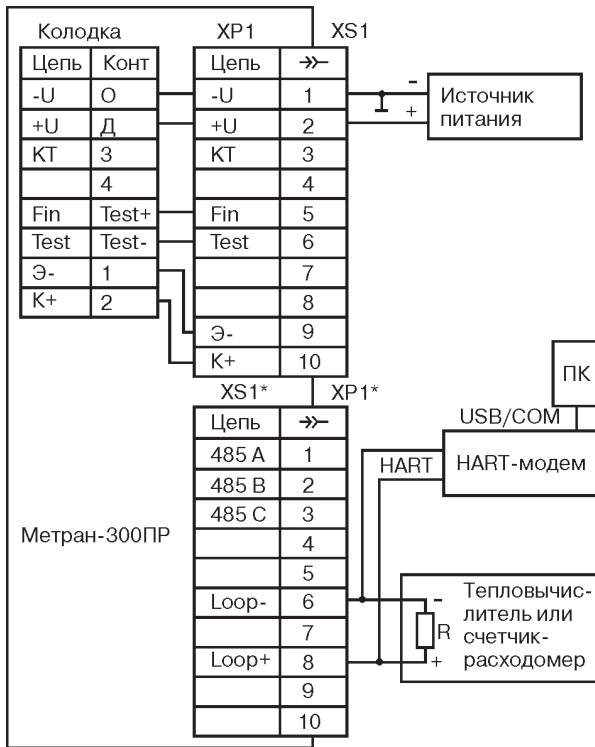 Колодка XP1 XS1
Цепь Конт Цепь
-U О -U 1 -
+U Д +U 2 +
Источник
питания
КТ 3 КТ 3
4 4
Fin Test+ Fin 5
Test Test- Test 6
Э- 1 7
К+ 2 8
Э- 9
К+ 10
XS1* XP1*
ПК
Цепь
USB/COM
485 A 1
HART HART-модем
485 B 2
485 C 3
Метран-300ПР
4
5
Loop- 6 -
7
Loop+ 8 +
R
Тепловычис-
литель или
счетчик-
расходомер
9
10